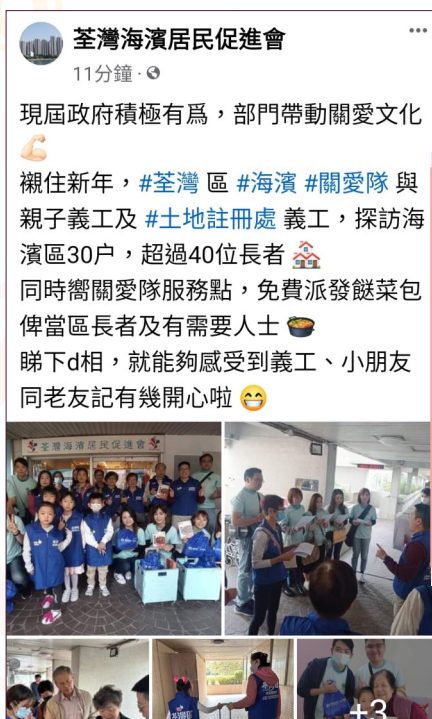 荃灣海濱居民促進會
11分鐘
現屆政府積極有爲，部門帶動關愛文化
💪🏻
襯住新年，#荃灣 區 #海濱 #關愛隊 與
親子義工及 #土地註冊處 義工，探訪海
濱區30户，超過40位長者 🏘️
同時嚮關愛隊服務點，免費派發餸菜包
俾當區長者及有需要人士 🍲
睇下d相，就能夠感受到義工、小朋友
同老友記有幾開心啦 😁
荃灣海濱居民促進會
+3